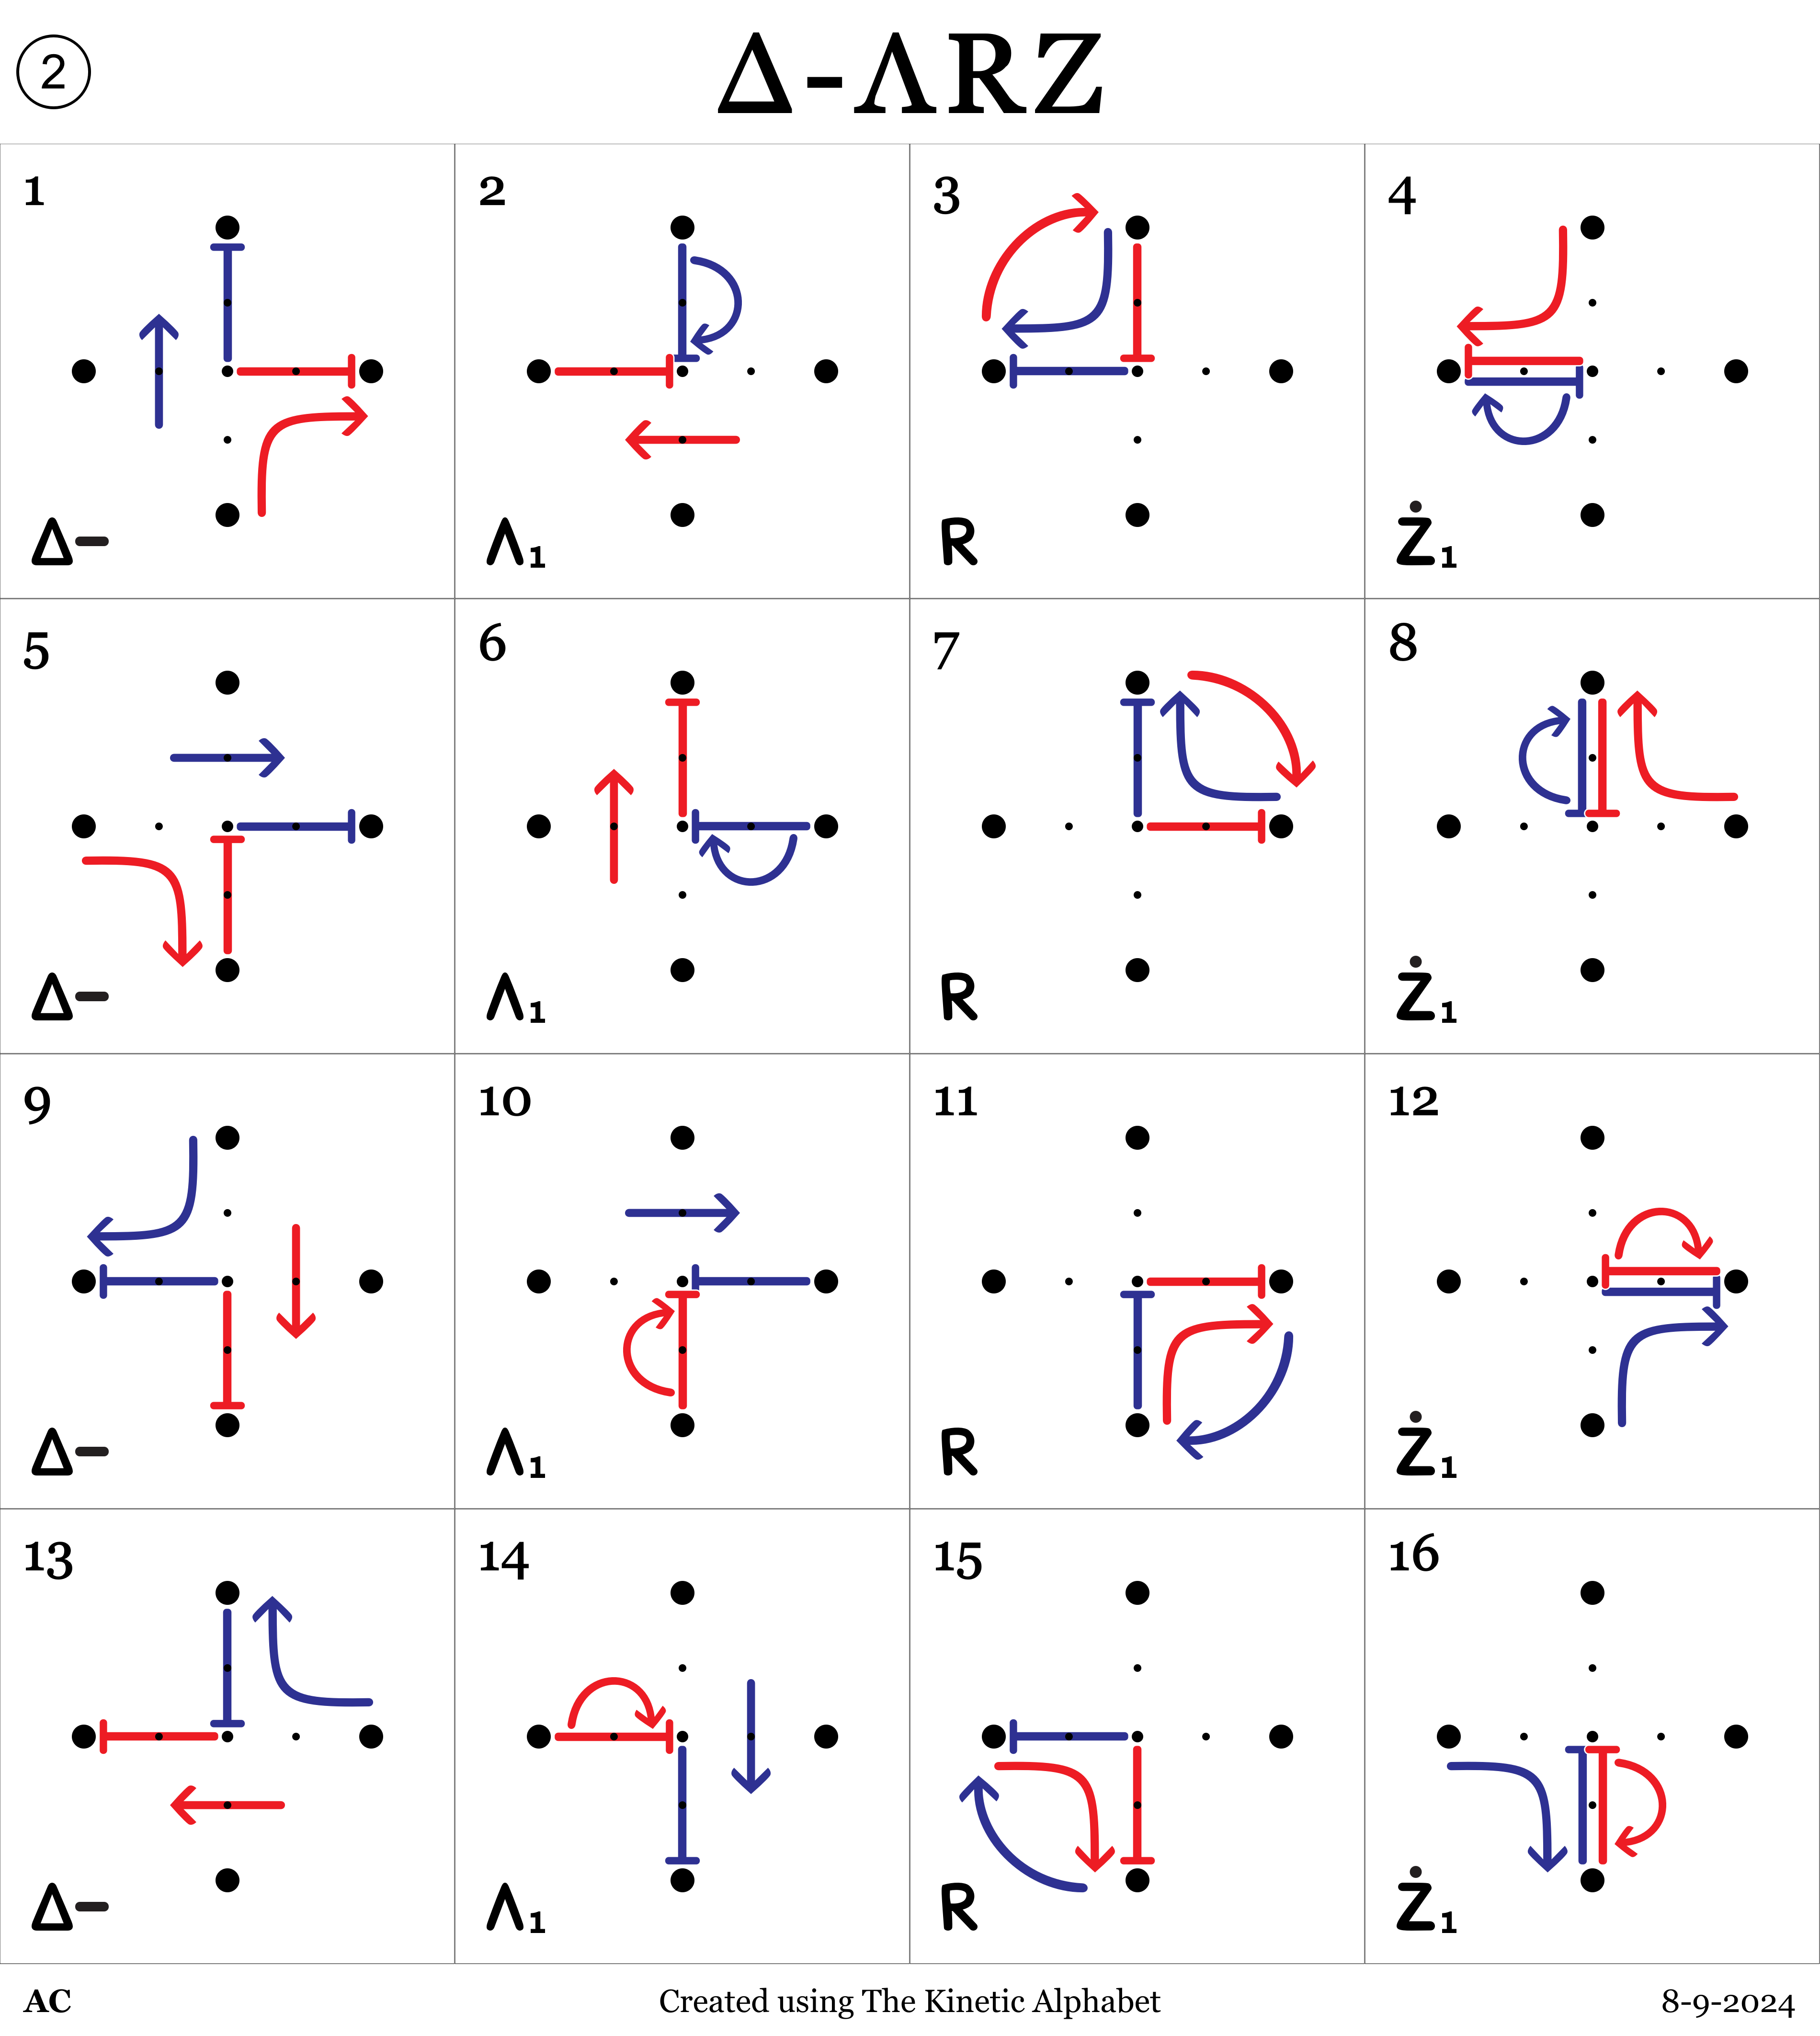 2
Δ-ΛRZ
1 2 3 4
Δ- Λ1 R Ż1
5 6 7 8
Δ- Λ1 R Ż1
9 10 11 12
Δ- Λ1 R Ż1
13 14 15 16
Δ- Λ1 R Ż1
AC Created using The Kinetic Alphabet 8-9-2024